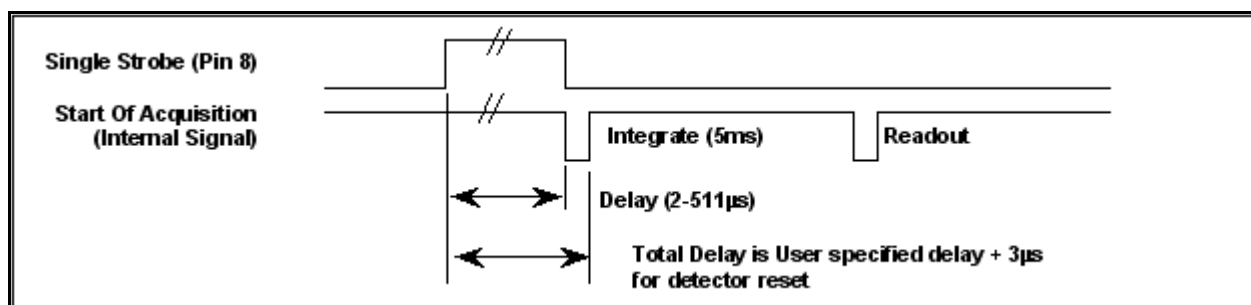 Single Strobe (Pin 8)
Start Of Acquisition
(Internal Signal)
Integrate (5ms)
Readout
Delay (2-511µs)
Total Delay is User specified delay + 3µs
for detector reset